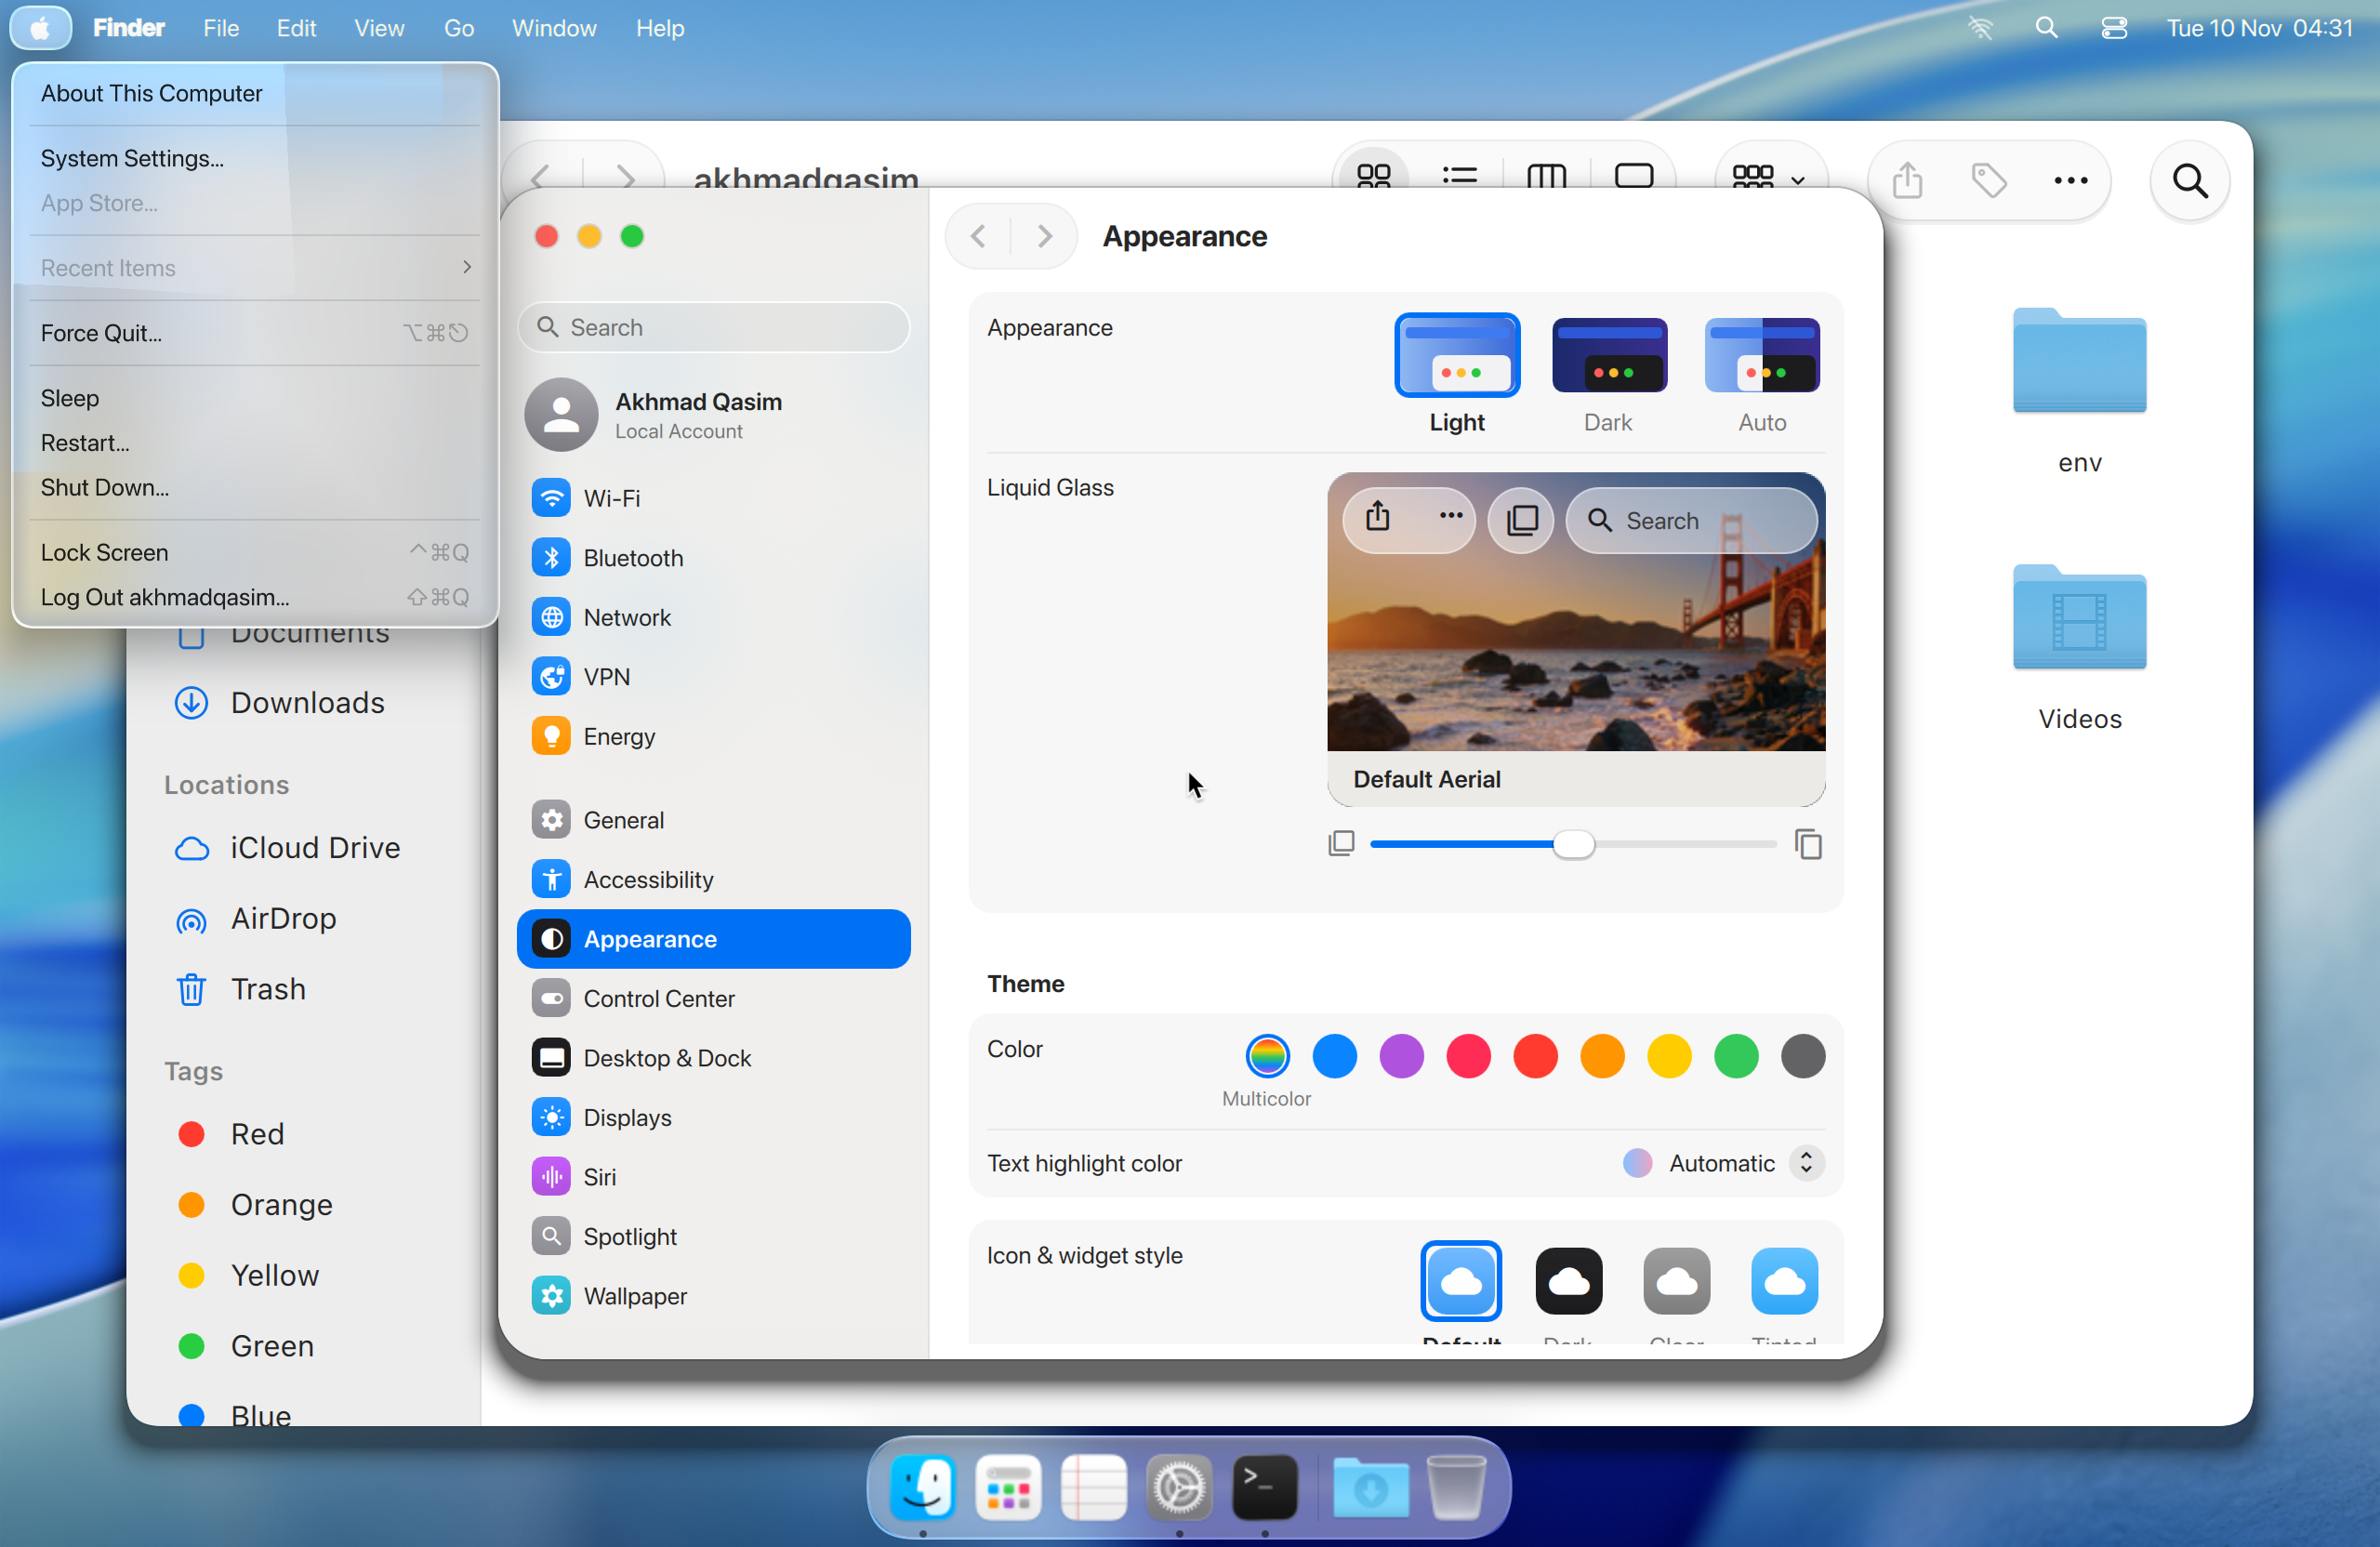 Finder File Edit View Go Window Help
Tue 10 Nov 04:31
About This Computer
System Settings...
App Store...
Recent Items
Force Quit... ⌥⌘⎋
Sleep
Restart...
Shut Down...
Lock Screen ^⌘Q
Log Out akhmadqasim... ⇧⌘Q
akhmadqasim
Documents
Downloads
Locations
iCloud Drive
AirDrop
Trash
Tags
Red
Orange
Yellow
Green
Blue
Search
Akhmad Qasim
Local Account
Wi-Fi
Bluetooth
Network
VPN
Energy
General
Accessibility
Appearance
Control Center
Desktop & Dock
Displays
Siri
Spotlight
Wallpaper
Appearance
Appearance
Light Dark Auto
Liquid Glass
Search
Default Aerial
Theme
Color
Multicolor
Text highlight color Automatic
Icon & widget style
Default Dark Clear Tinted
env
Videos